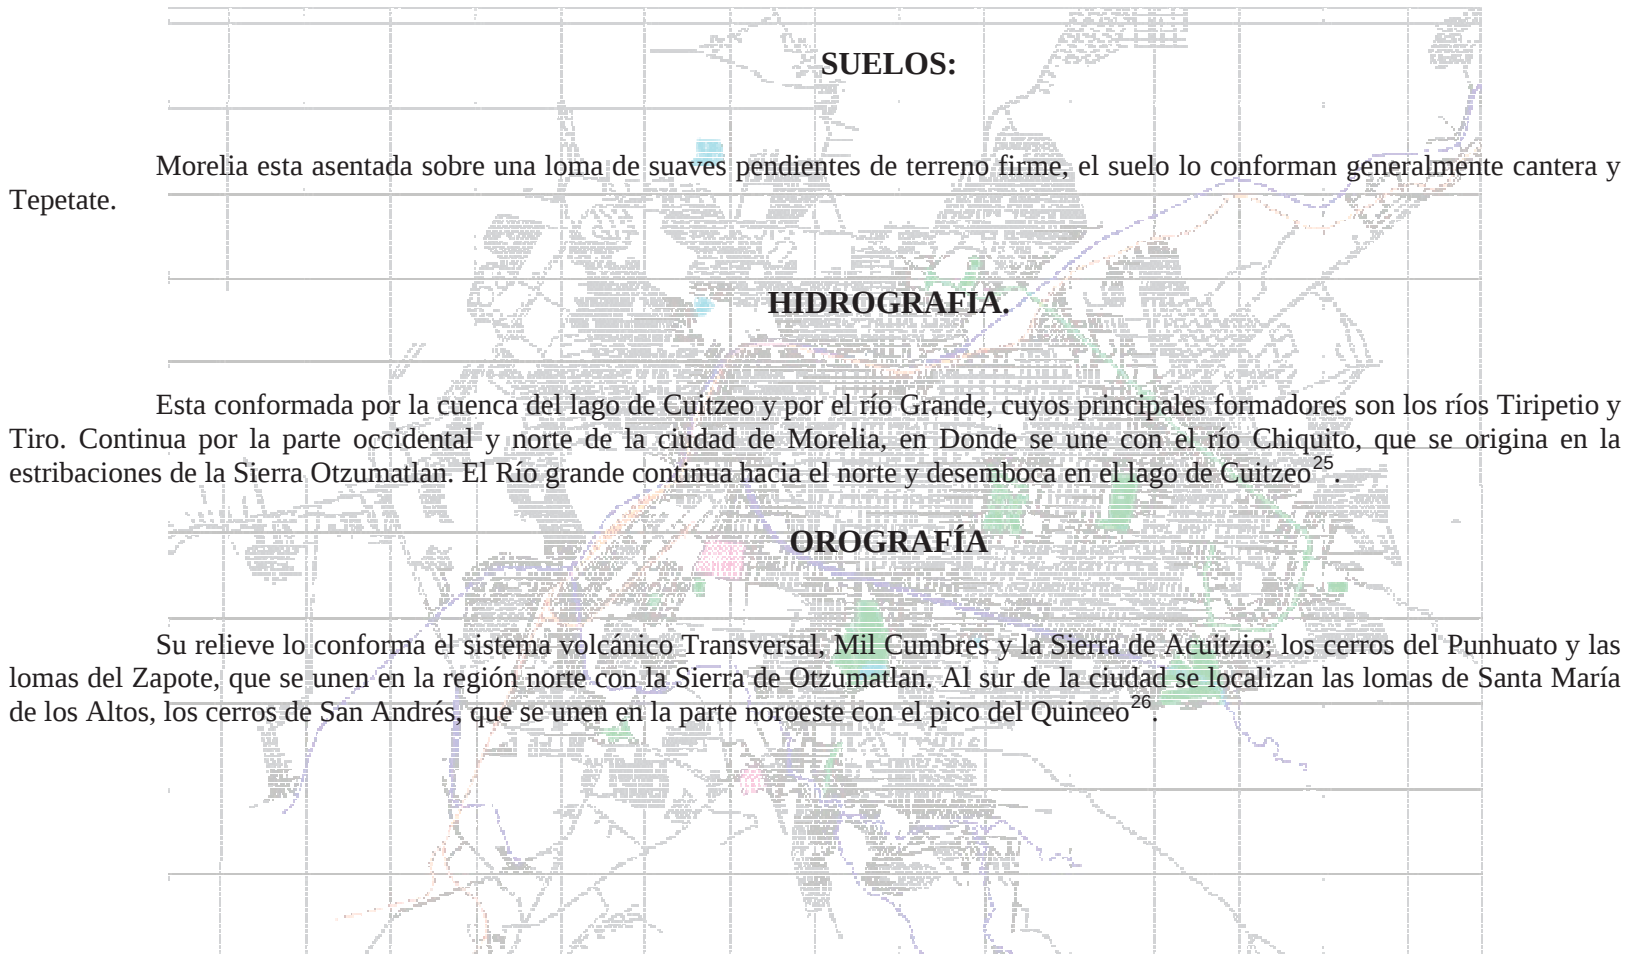 SUELOS:
Morelia esta asentada sobre una loma de suaves pendientes de terreno firme, el suelo lo conforman generalmente cantera y
Tepetate.
HIDROGRAFIA.
Esta conformada por la cuenca del lago de Cuitzeo y por el río Grande, cuyos principales formadores son los ríos Tiripetio y
Tiro. Continua por la parte occidental y norte de la ciudad de Morelia, en Donde se une con el río Chiquito, que se origina en la
estribaciones de la Sierra Otzumatlan. El Río grande continua hacia el norte y desemboca en el lago de Cuitzeo25.
OROGRAFÍA
Su relieve lo conforma el sistema volcánico Transversal, Mil Cumbres y la Sierra de Acuitzio; los cerros del Punhuato y las
lomas del Zapote, que se unen en la región norte con la Sierra de Otzumatlan. Al sur de la ciudad se localizan las lomas de Santa María
de los Altos, los cerros de San Andrés, que se unen en la parte noroeste con el pico del Quinceo26.